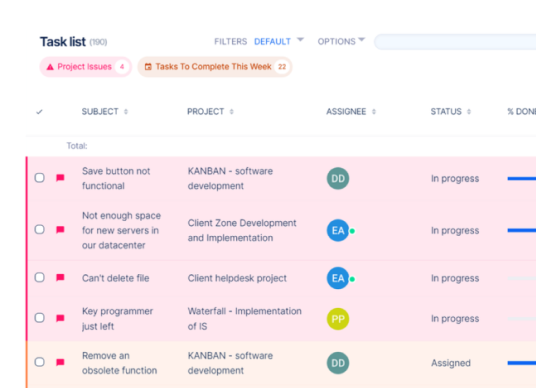 Task list (190)
FILTERS DEFAULT OPTIONS
Project Issues 4 Tasks To Complete This Week 22
SUBJECT PROJECT ASSIGNEE STATUS % DONE
Total:
Save button not
functional
KANBAN - software
development
DD
In progress
Not enough space
for new servers in
our datacenter
Client Zone Development
and Implementation
EA
In progress
Can't delete file
Client helpdesk project
EA
In progress
Key programmer
just left
Waterfall - Implementation
of IS
PP
In progress
Remove an
obsolete function
KANBAN - software
development
DD
Assigned